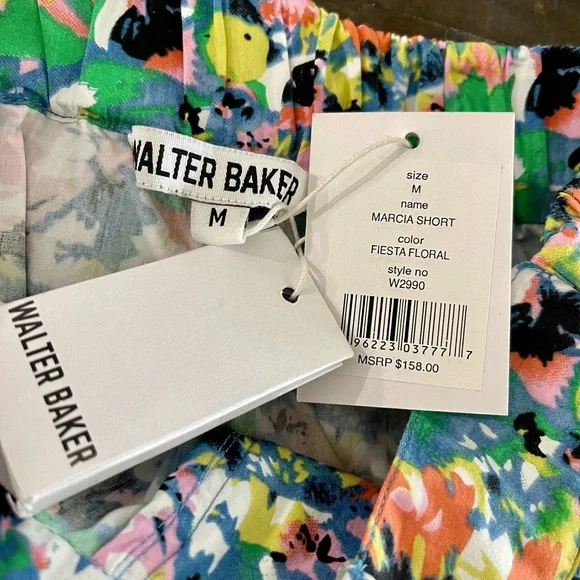 WALTER BAKER
M
size
M
name
MARCIA SHORT
color
FIESTA FLORAL
style no
W2990
96223 03777 7
MSRP $158.00
WALTER BAKER